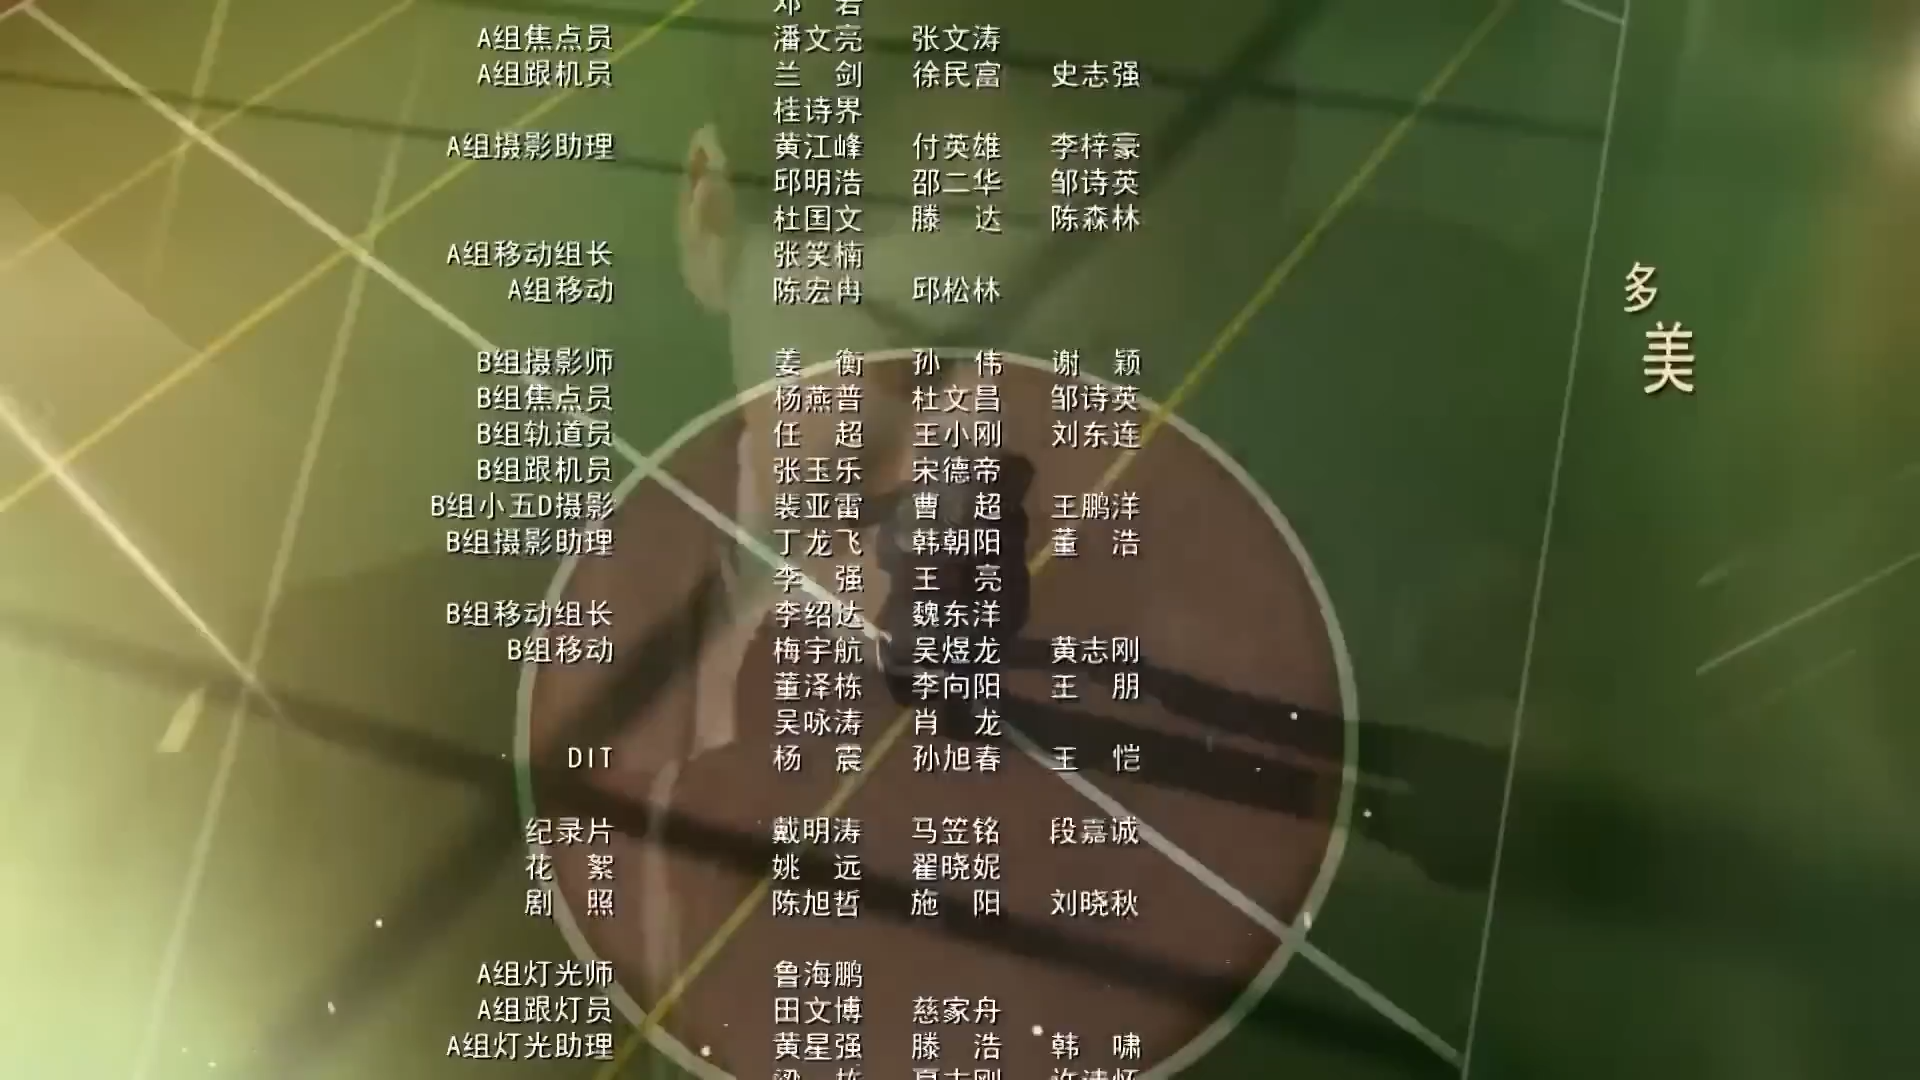 邓　岩
A组焦点员　潘文亮　张文涛
A组跟机员　兰　剑　徐民富　史志强
桂诗界
A组摄影助理　黄江峰　付英雄　李梓豪
邱明浩　邵二华　邹诗英
杜国文　滕　达　陈森林
A组移动组长　张笑楠
A组移动　陈宏冉　邱松林
B组摄影师　姜　衡　孙　伟　谢　颖
B组焦点员　杨燕普　杜文昌　邹诗英
B组轨道员　任　超　王小刚　刘东连
B组跟机员　张玉乐　宋德帝
B组小五D摄影　裴亚雷　曹　超　王鹏洋
B组摄影助理　丁龙飞　韩朝阳　董　浩
李　强　王　亮
B组移动组长　李绍达　魏东洋
B组移动　梅宇航　吴煜龙　黄志刚
董泽栋　李向阳　王　朋
吴咏涛　肖　龙
DIT　杨　震　孙旭春　王　恺
纪录片　戴明涛　马笠铭　段嘉诚
花　絮　姚　远　翟晓妮
剧　照　陈旭哲　施　阳　刘晓秋
A组灯光师　鲁海鹏
A组跟灯员　田文博　慈家舟
A组灯光助理　黄星强　滕　浩　韩　啸
多
美